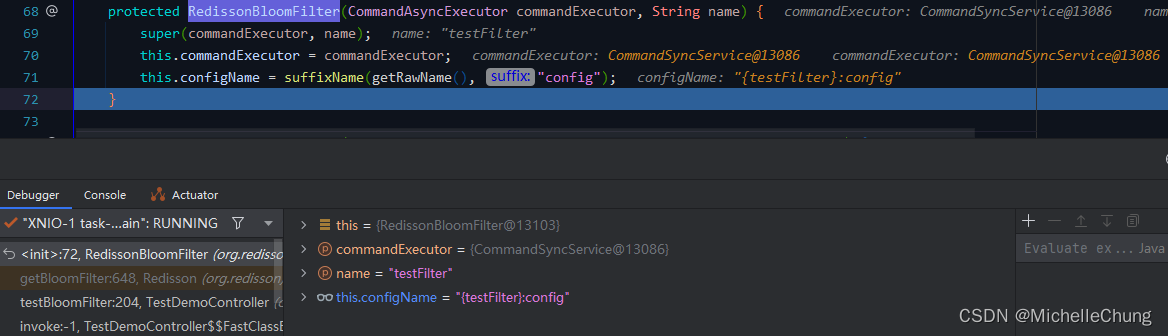 68 @ protected RedissonBloomFilter(CommandAsyncExecutor commandExecutor, String name) { commandExecutor: CommandSyncService@13086 nam
69 super(commandExecutor, name); name: "testFilter"
70 this.commandExecutor = commandExecutor; commandExecutor: CommandSyncService@13086 commandExecutor: CommandSyncService@13086
71 this.configName = suffixName(getRawName(), suffix: "config"); configName: "{testFilter}:config"
72 }
73
Debugger Console Actuator
"XNIO-1 task-...ain": RUNNING
<init>:72, RedissonBloomFilter (org.redisso
getBloomFilter:648, Redisson (org.redisson)
testBloomFilter:204, TestDemoController (c
invoke:-1, TestDemoController$$FastClassE
this = {RedissonBloomFilter@13103}
commandExecutor = {CommandSyncService@13086}
name = "testFilter"
this.configName = "{testFilter}:config"
Evaluate ex... Java
CSDN @MichelleChung